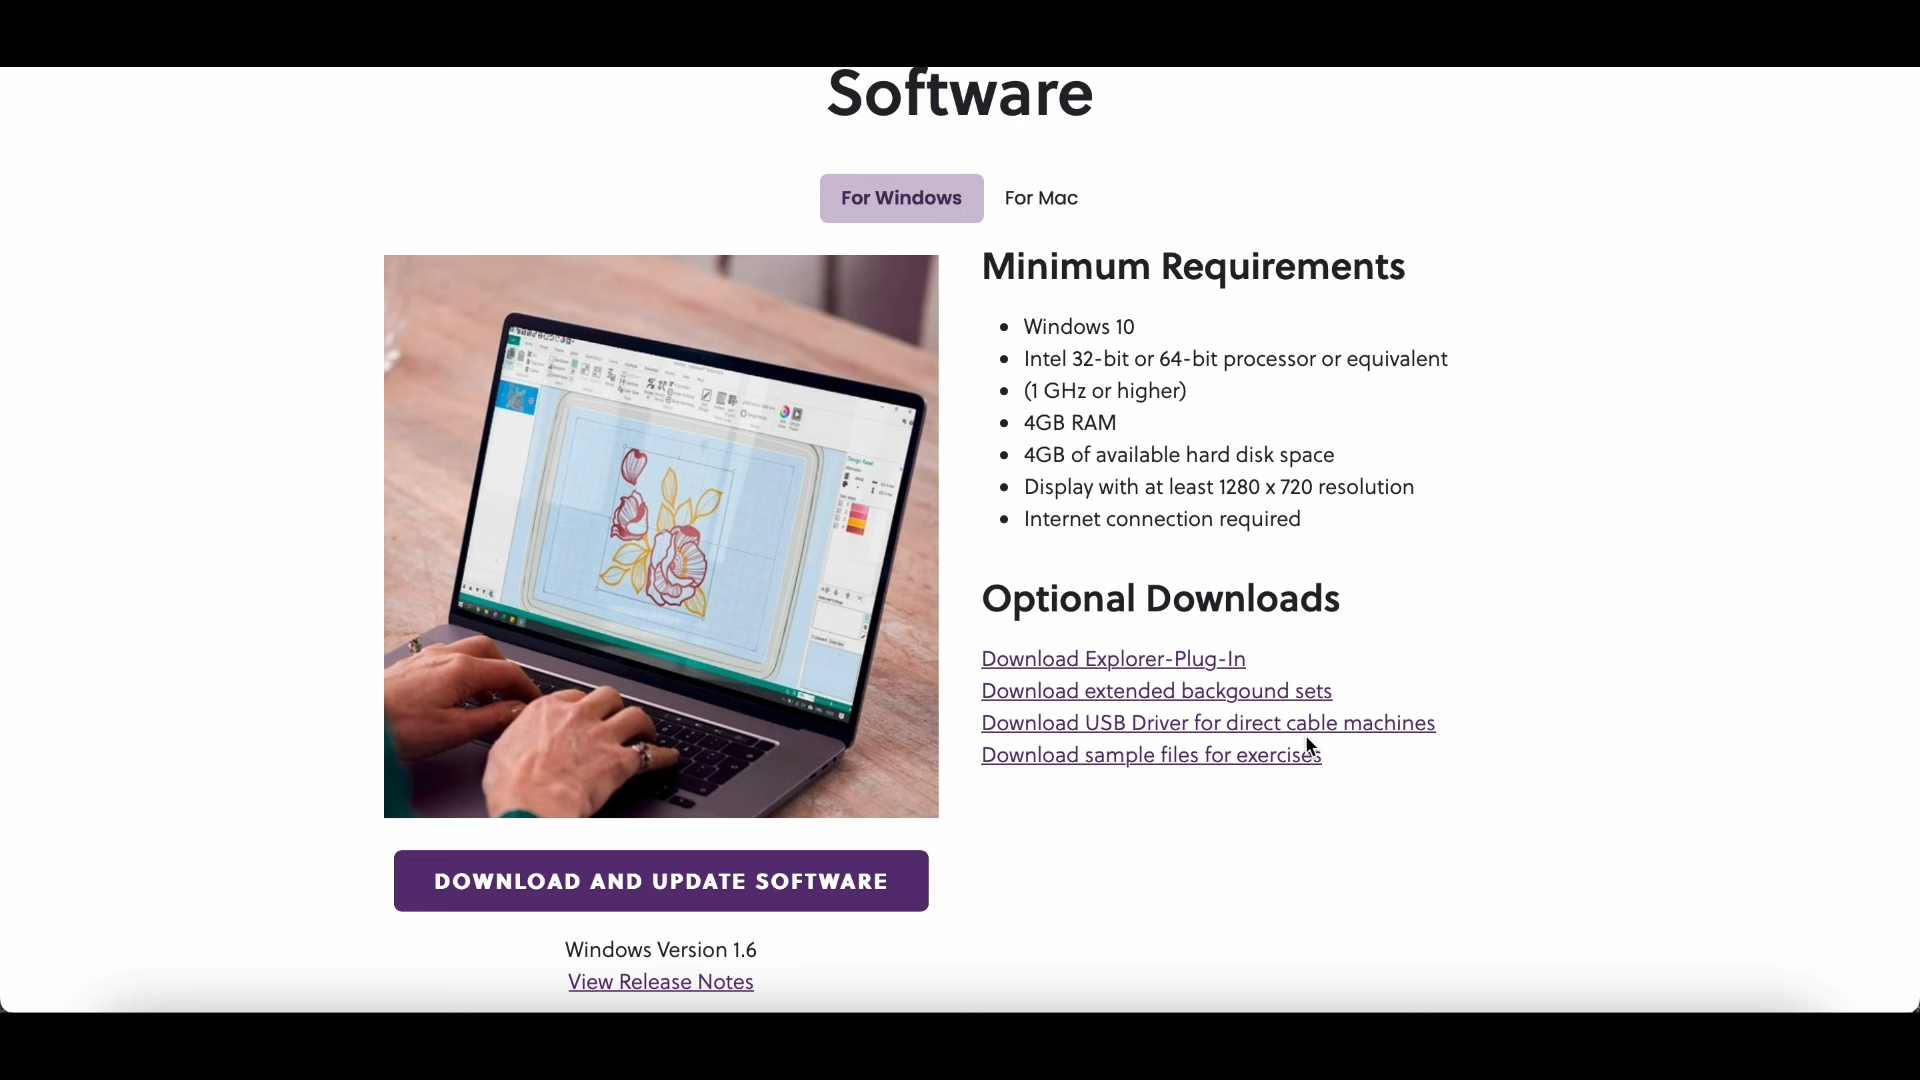 Software
For Windows
For Mac
Minimum Requirements
Windows 10
Intel 32-bit or 64-bit processor or equivalent
(1 GHz or higher)
4GB RAM
4GB of available hard disk space
Display with at least 1280 x 720 resolution
Internet connection required
Optional Downloads
Download Explorer-Plug-In
Download extended backgound sets
Download USB Driver for direct cable machines
Download sample files for exercises
DOWNLOAD AND UPDATE SOFTWARE
Windows Version 1.6
View Release Notes